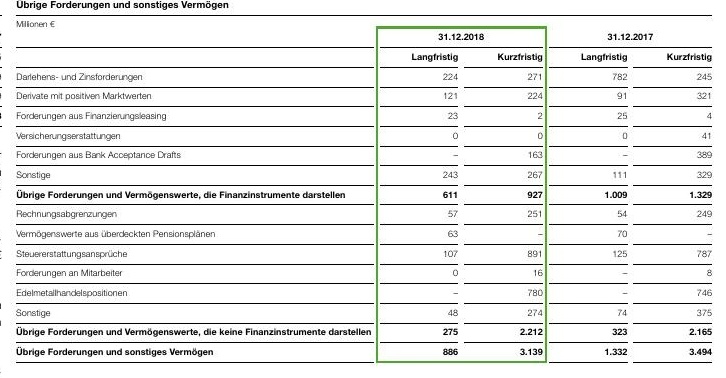 Übrige Forderungen und sonstiges Vermögen
Millionen €
31.12.2018 31.12.2017
Langfristig Kurzfristig Langfristig Kurzfristig
Darlehens- und Zinsforderungen 224 271 782 245
Derivate mit positiven Marktwerten 121 224 91 321
Forderungen aus Finanzierungsleasing 23 2 25 4
Versicherungserstattungen 0 0 0 41
Forderungen aus Bank Acceptance Drafts – 163 – 389
Sonstige 243 267 111 329
Übrige Forderungen und Vermögenswerte, die Finanzinstrumente darstellen 611 927 1.009 1.329
Rechnungsabgrenzungen 57 251 54 249
Vermögenswerte aus überdeckten Pensionsplänen 63 – 70 –
Steuererstattungsansprüche 107 891 125 787
Forderungen an Mitarbeiter 0 16 – 8
Edelmetallhandelspositionen – 780 – 746
Sonstige 48 274 74 375
Übrige Forderungen und Vermögenswerte, die keine Finanzinstrumente darstellen 275 2.212 323 2.165
Übrige Forderungen und sonstiges Vermögen 886 3.139 1.332 3.494